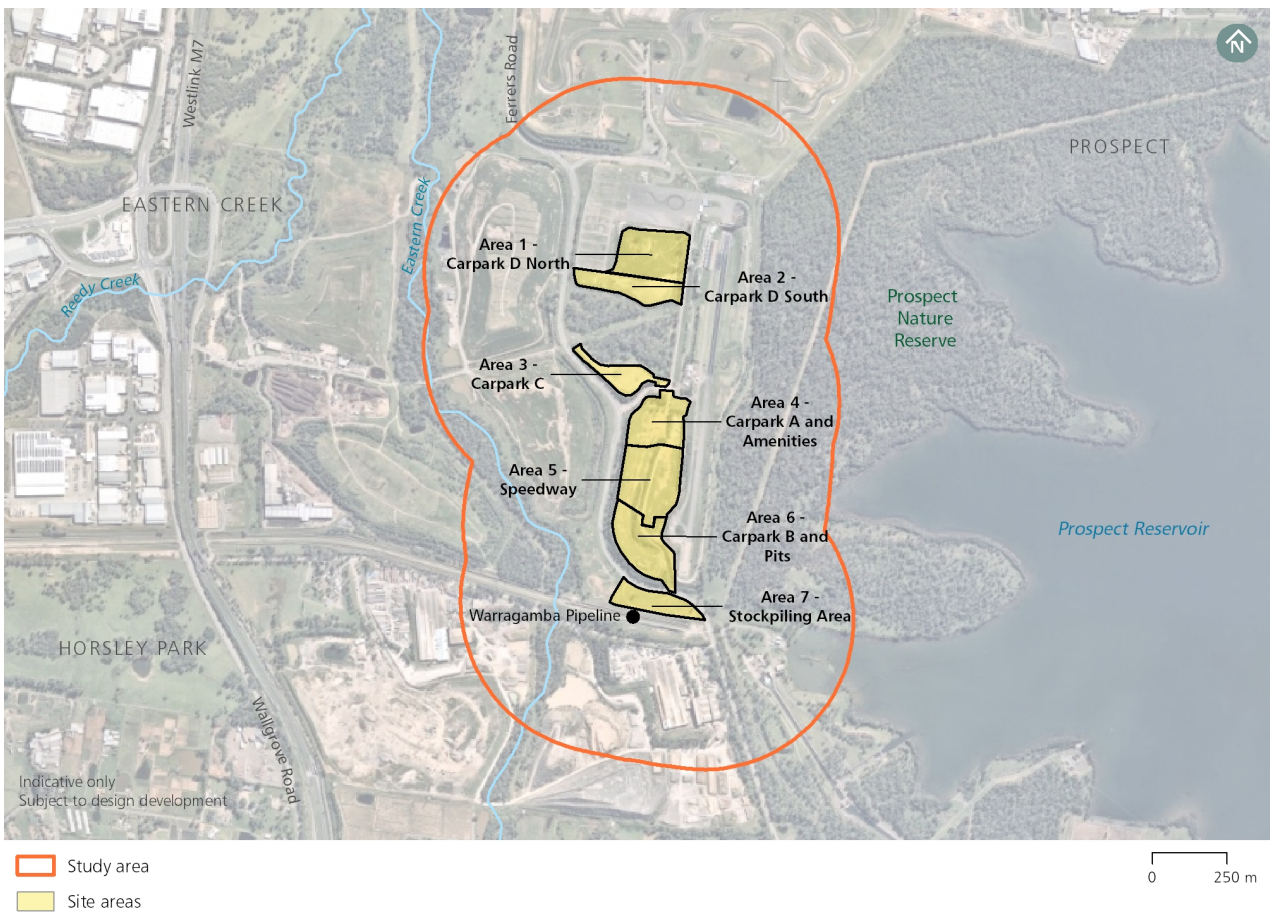 N
Westlink M7
Ferrers Road
PROSPECT
EASTERN CREEK
Eastern Creek
Reedy Creek
Area 1 -
Carpark D North
Area 2 -
Carpark D South
Prospect
Nature
Reserve
Area 3 -
Carpark C
Area 4 -
Carpark A and
Amenities
Area 5 -
Speedway
Area 6 -
Carpark B and
Pits
Prospect Reservoir
Area 7 -
Stockpiling Area
Warragamba Pipeline
HORSLEY PARK
Wallgrove Road
Indicative only
Subject to design development
Study area
Site areas
0 250 m